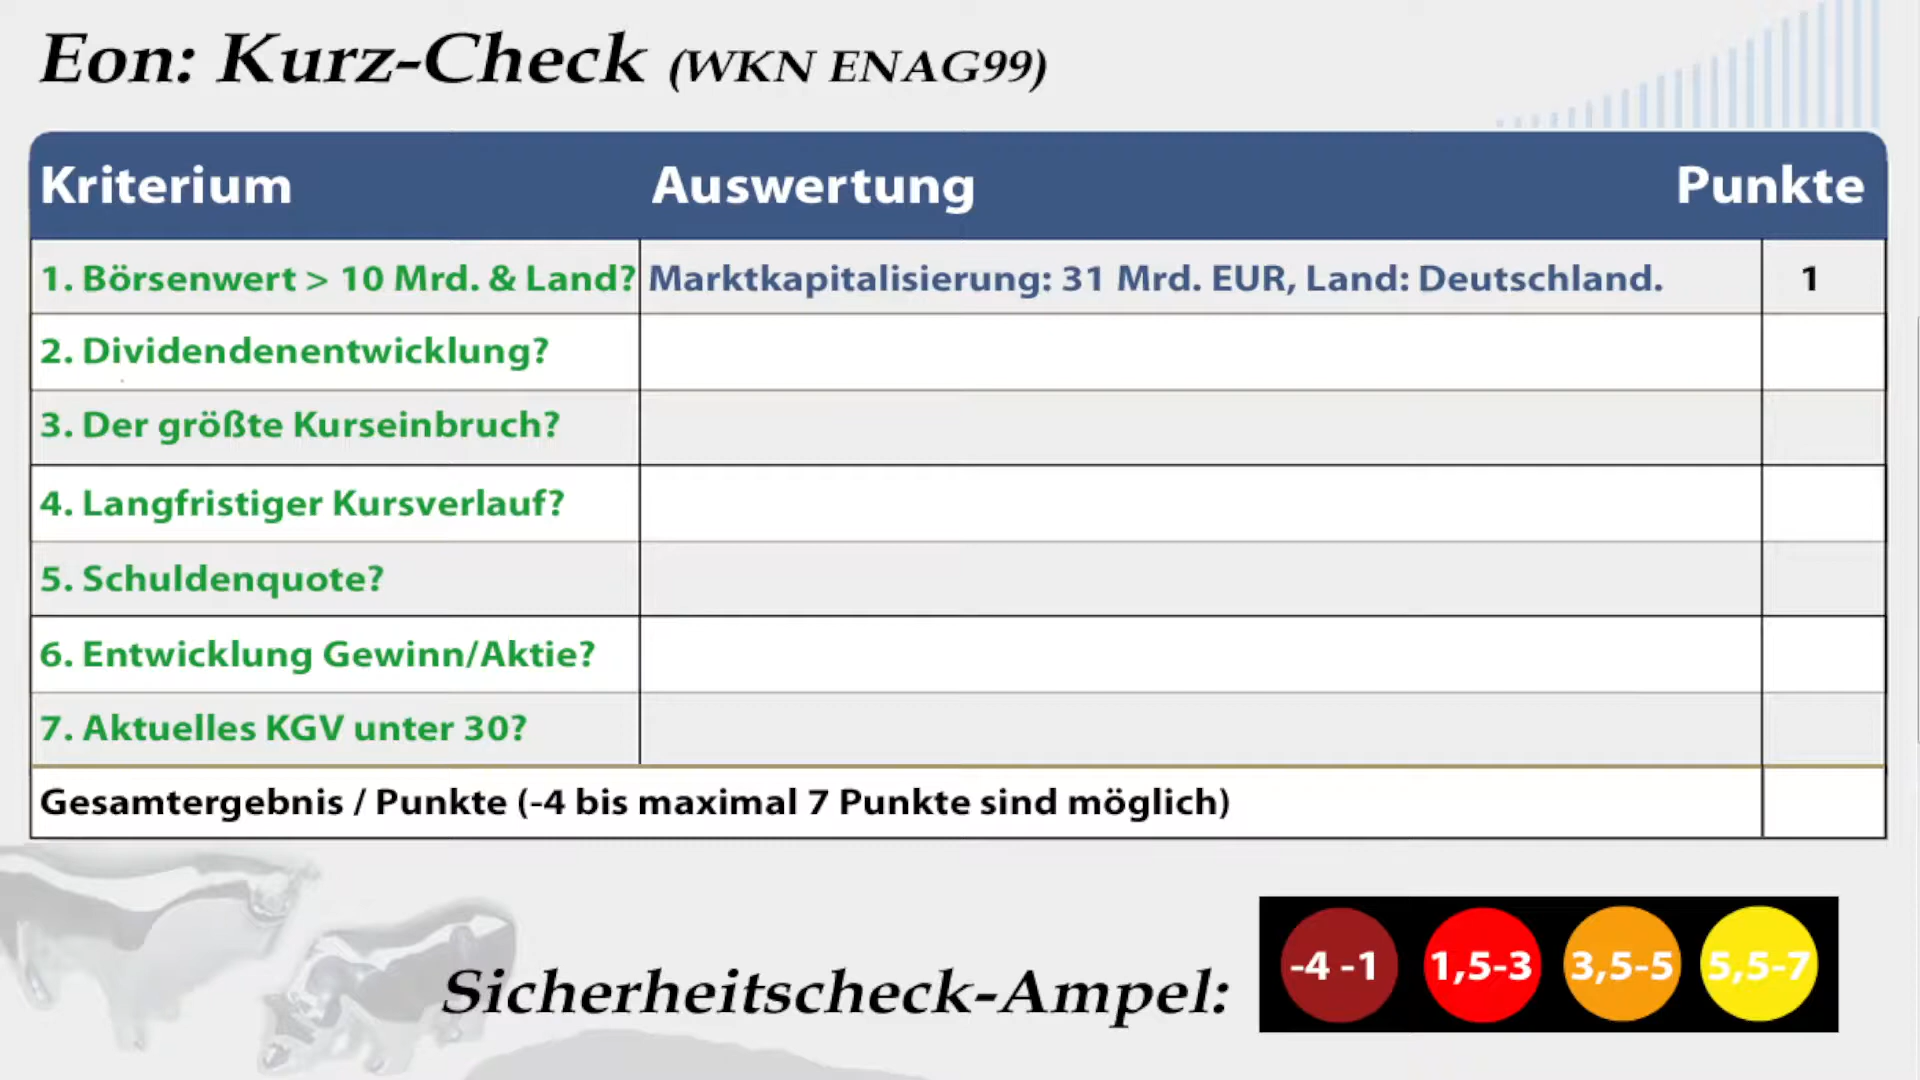 Eon: Kurz-Check (WKN ENAG99)
Kriterium Auswertung Punkte
1. Börsenwert > 10 Mrd. & Land? Marktkapitalisierung: 31 Mrd. EUR, Land: Deutschland. 1
2. Dividendenentwicklung?
3. Der größte Kurseinbruch?
4. Langfristiger Kursverlauf?
5. Schuldenquote?
6. Entwicklung Gewinn/Aktie?
7. Aktuelles KGV unter 30?
Gesamtergebnis / Punkte (-4 bis maximal 7 Punkte sind möglich)
Sicherheitscheck-Ampel: -4 -1 1,5-3 3,5-5 5,5-7